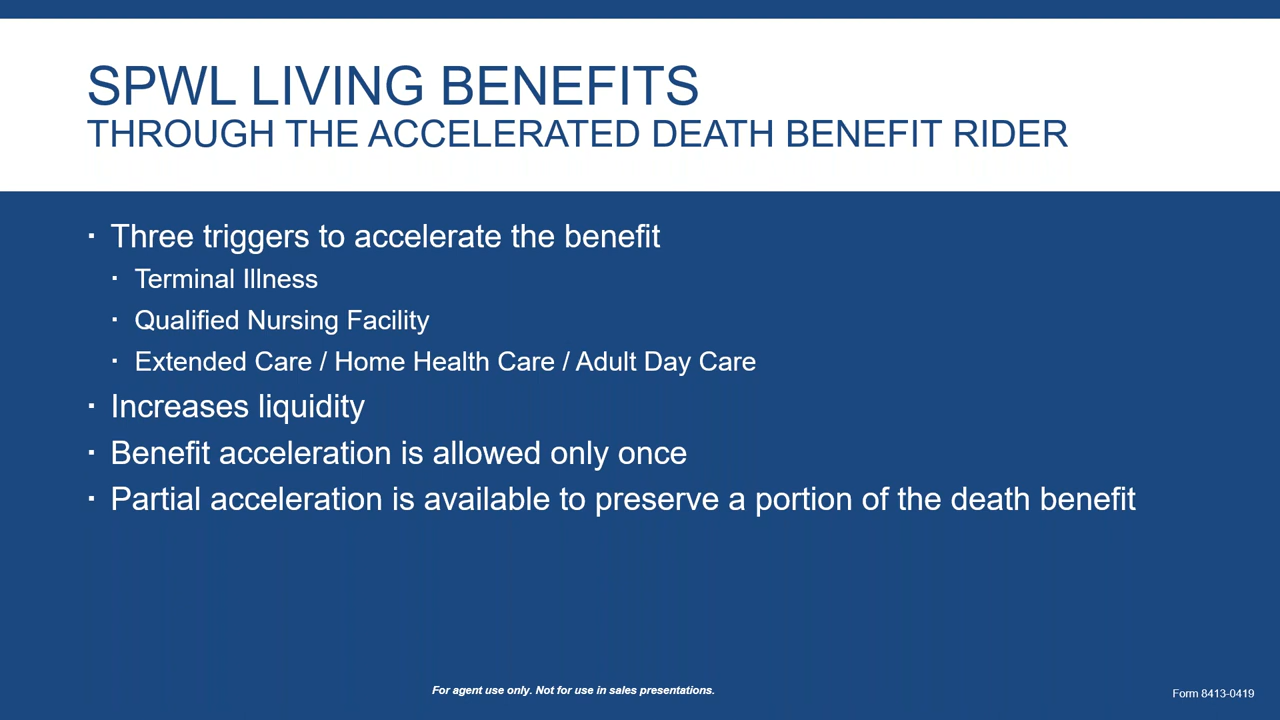 SPWL LIVING BENEFITS
THROUGH THE ACCELERATED DEATH BENEFIT RIDER
▪ Three triggers to accelerate the benefit
▪ Terminal Illness
▪ Qualified Nursing Facility
▪ Extended Care / Home Health Care / Adult Day Care
▪ Increases liquidity
▪ Benefit acceleration is allowed only once
▪ Partial acceleration is available to preserve a portion of the death benefit
For agent use only. Not for use in sales presentations.
Form 8413-0419